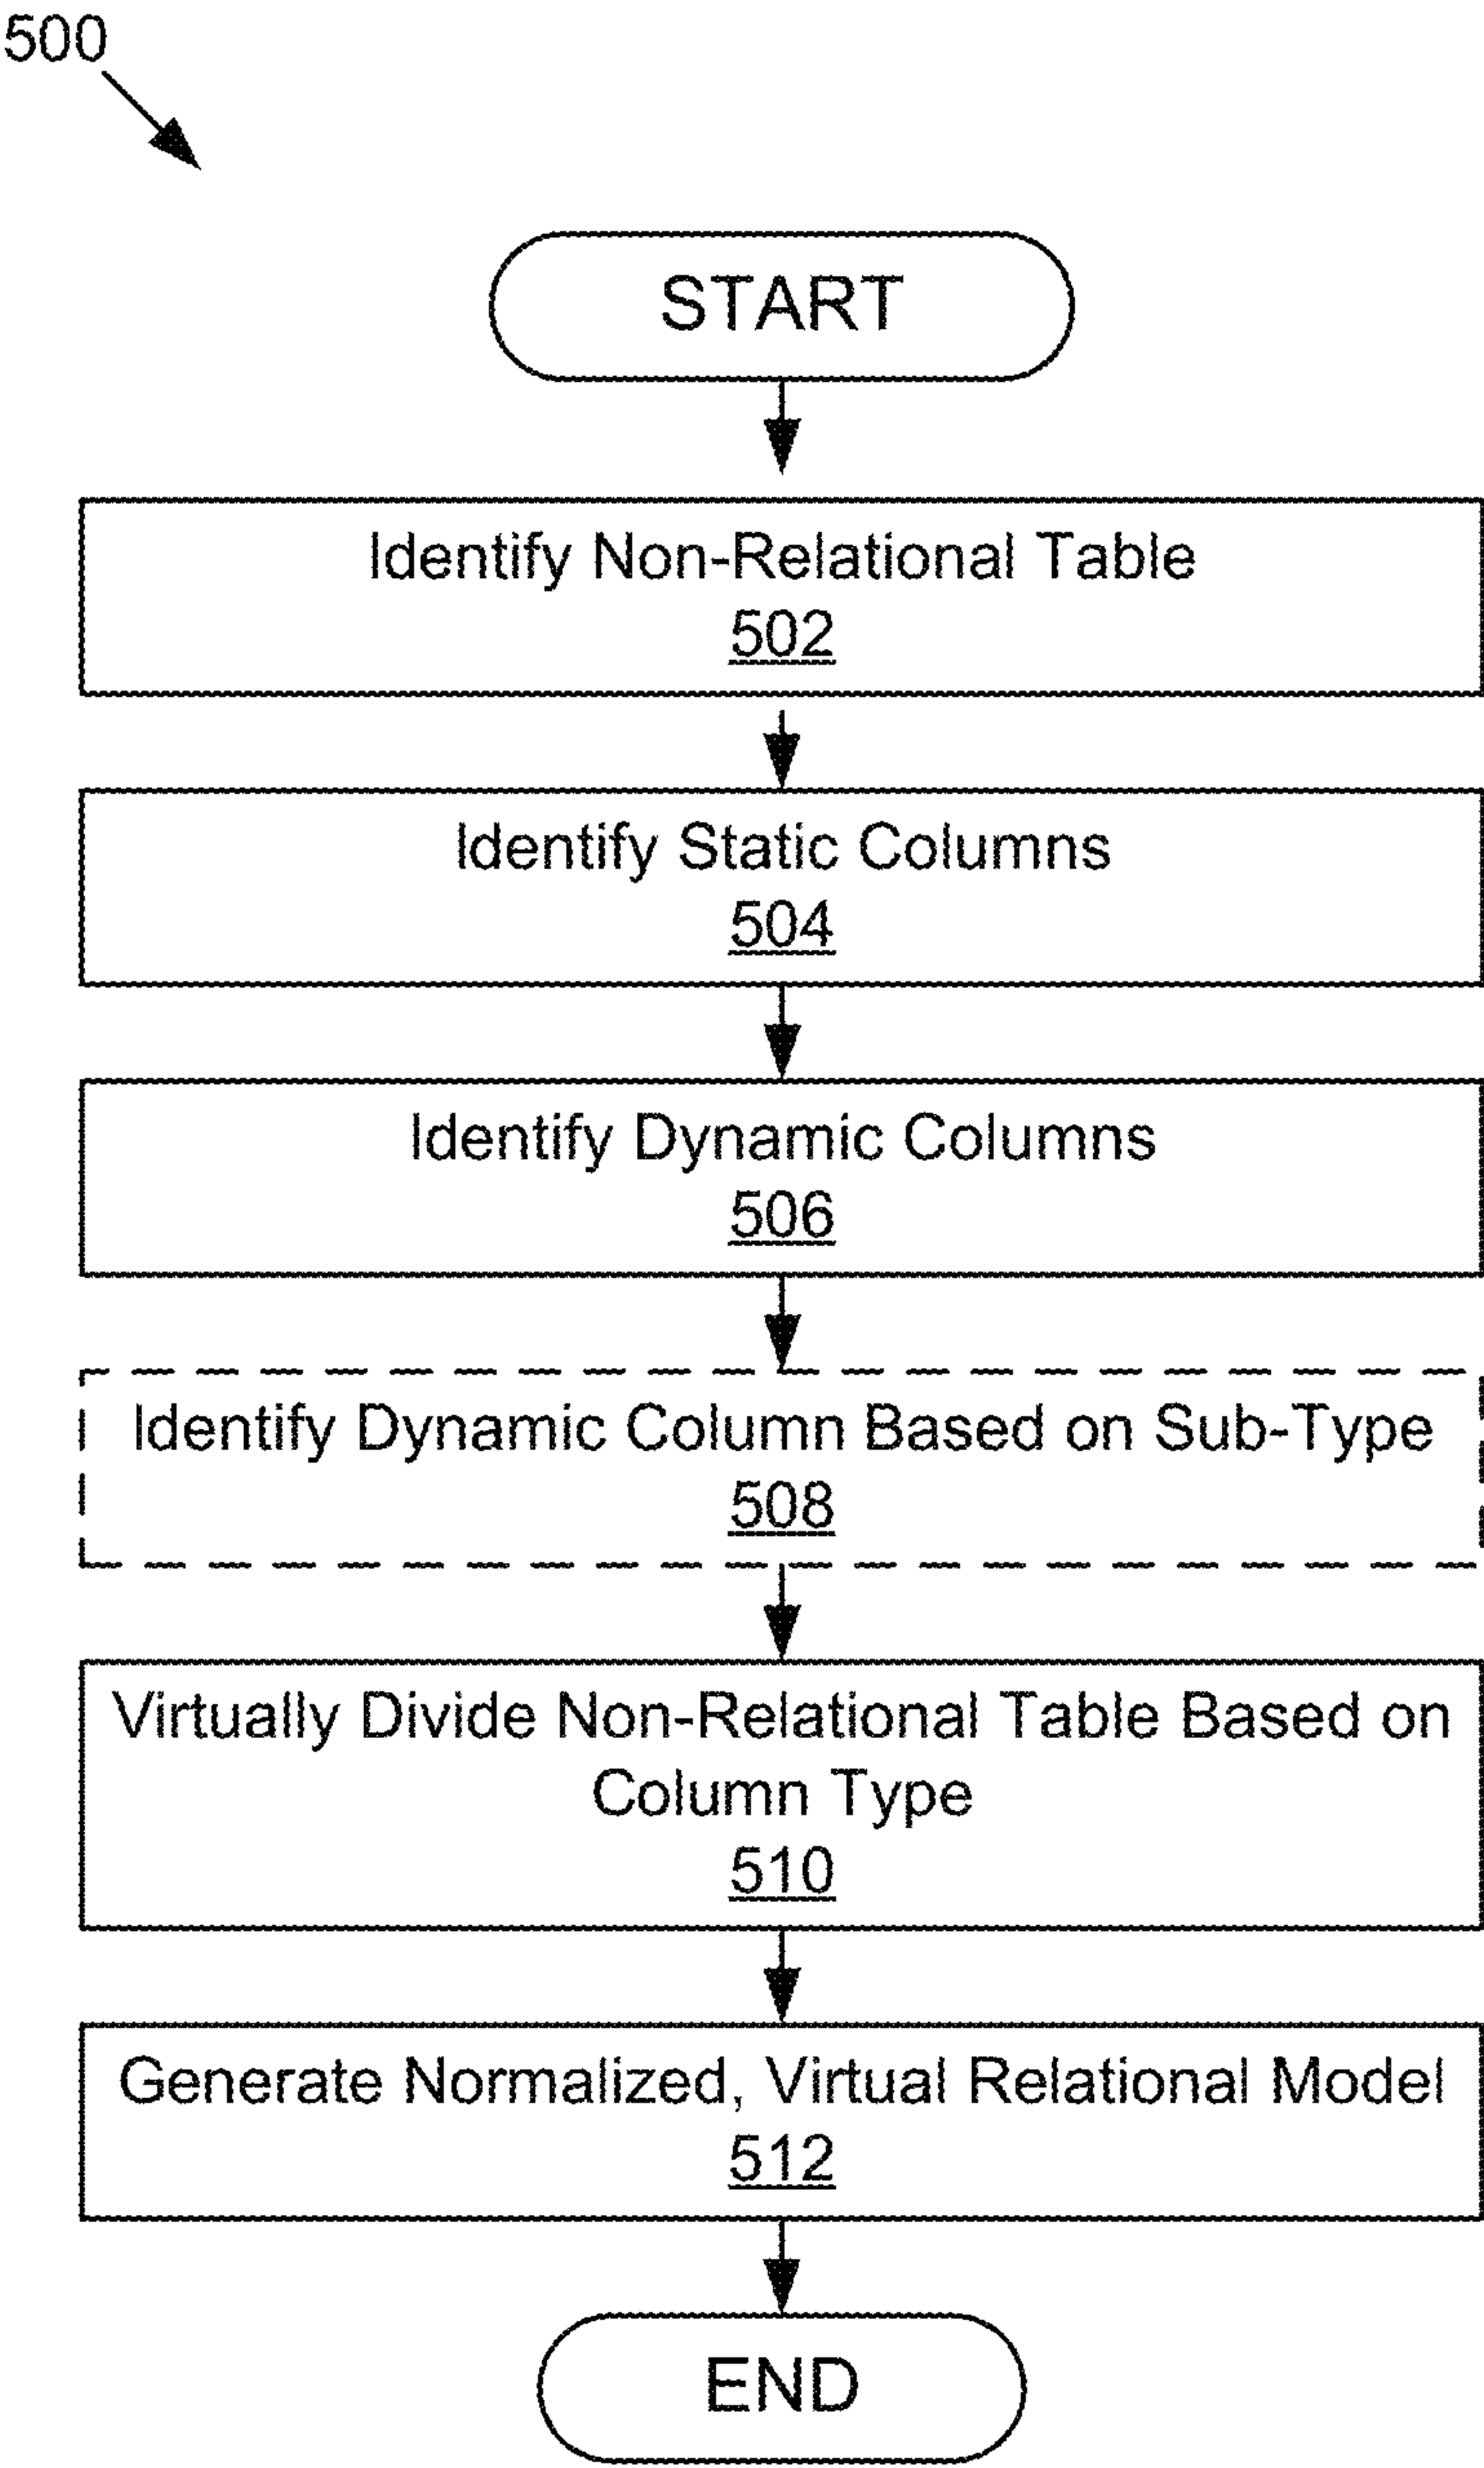 500
START
Identify Non-Relational Table
502
Identify Static Columns
504
Identify Dynamic Columns
506
Identify Dynamic Column Based on Sub-Type
508
Virtually Divide Non-Relational Table Based on
Column Type
510
Generate Normalized, Virtual Relational Model
512
END